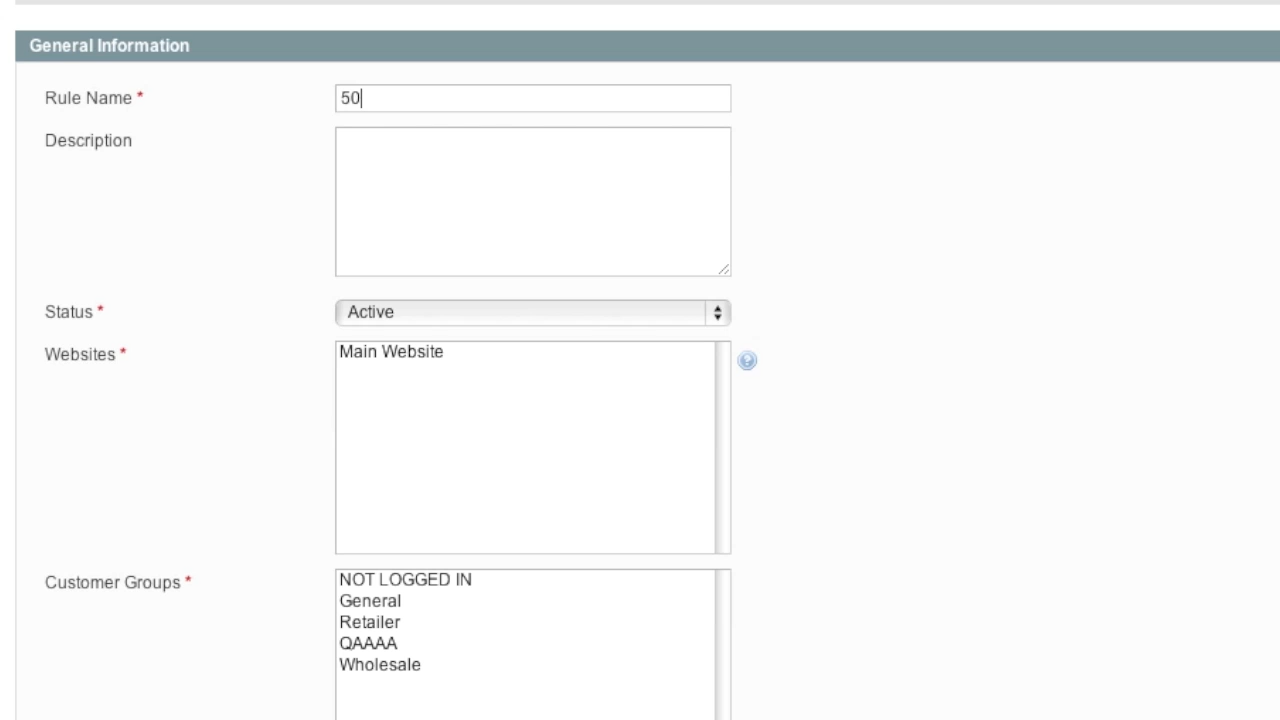 General Information
Rule Name * 50
Description
Status * Active
Websites * Main Website
Customer Groups * NOT LOGGED IN
General
Retailer
QAAAA
Wholesale